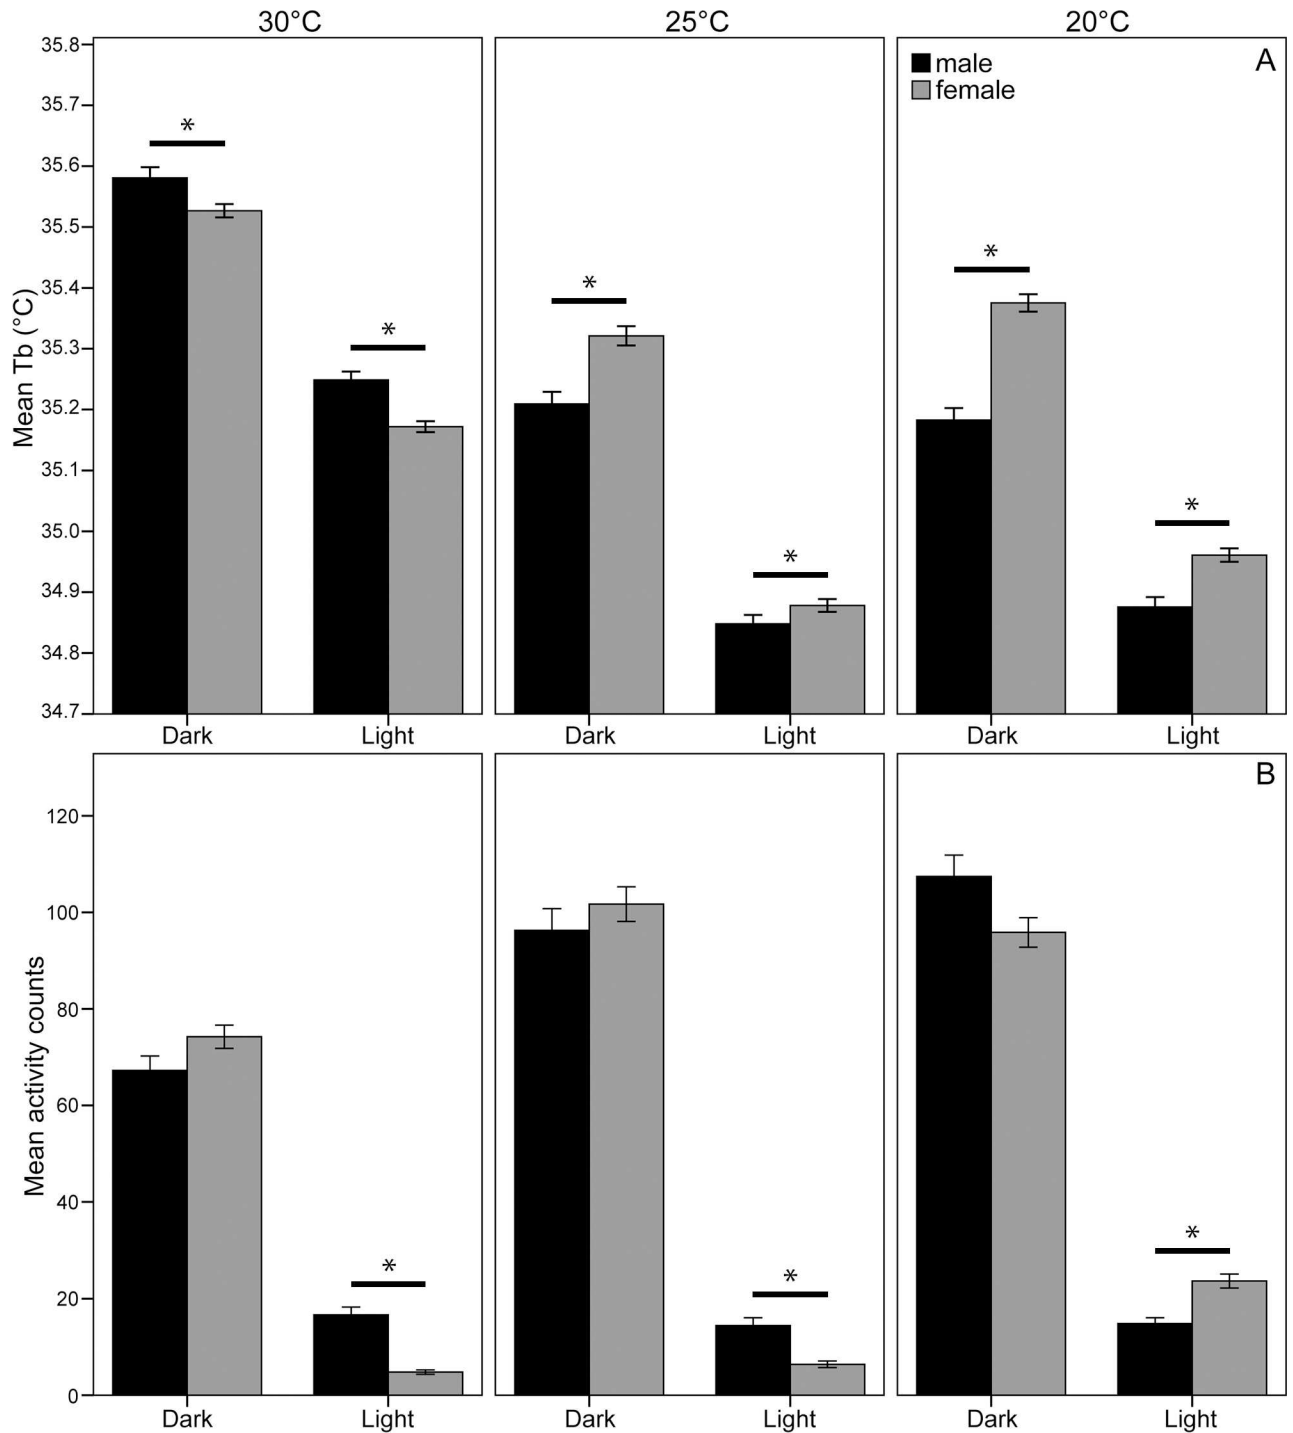 30°C 25°C 20°C
A
male
female
Mean Tb (°C)
35.8
35.7
35.6
35.5
35.4
35.3
35.2
35.1
35.0
34.9
34.8
34.7
* * * * * *
Dark Light Dark Light Dark Light
B
Mean activity counts
120
100
80
60
40
20
0
* * *
Dark Light Dark Light Dark Light